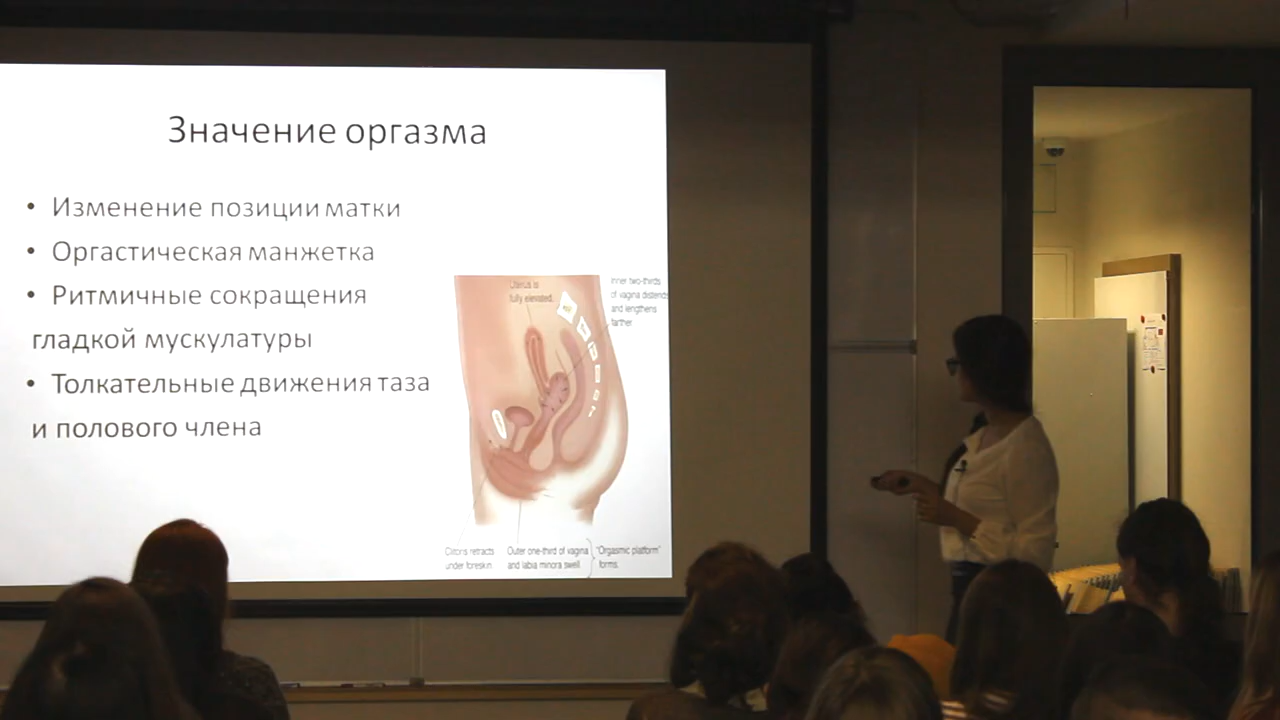 Значение оргазма
• Изменение позиции матки
• Оргастическая манжетка
• Ритмичные сокращения
гладкой мускулатуры
• Толкательные движения таза
и полового члена
Uterus is
fully elevated.
Inner two-thirds
of vagina distends
and lengthens
farther.
Clitoris retracts
under foreskin
Outer one-third of vagina
and labia minora swell.
"Orgasmic platform"
forms.